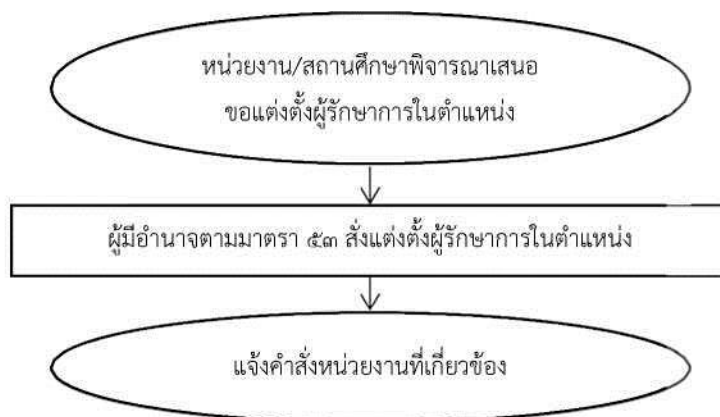 หน่วยงาน/สถานศึกษาพิจารณาเสนอ
ขอแต่งตั้งผู้รักษาการในตำแหน่ง
ผู้มีอำนาจตามมาตรา ๕๓ สั่งแต่งตั้งผู้รักษาการในตำแหน่ง
แจ้งคำสั่งหน่วยงานที่เกี่ยวข้อง